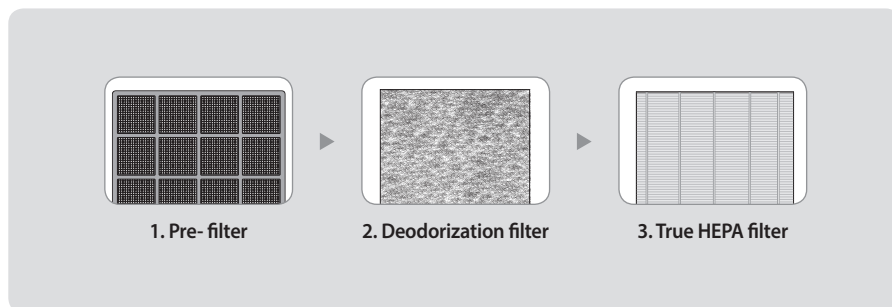 1. Pre- filter
2. Deodorization filter
3. True HEPA filter